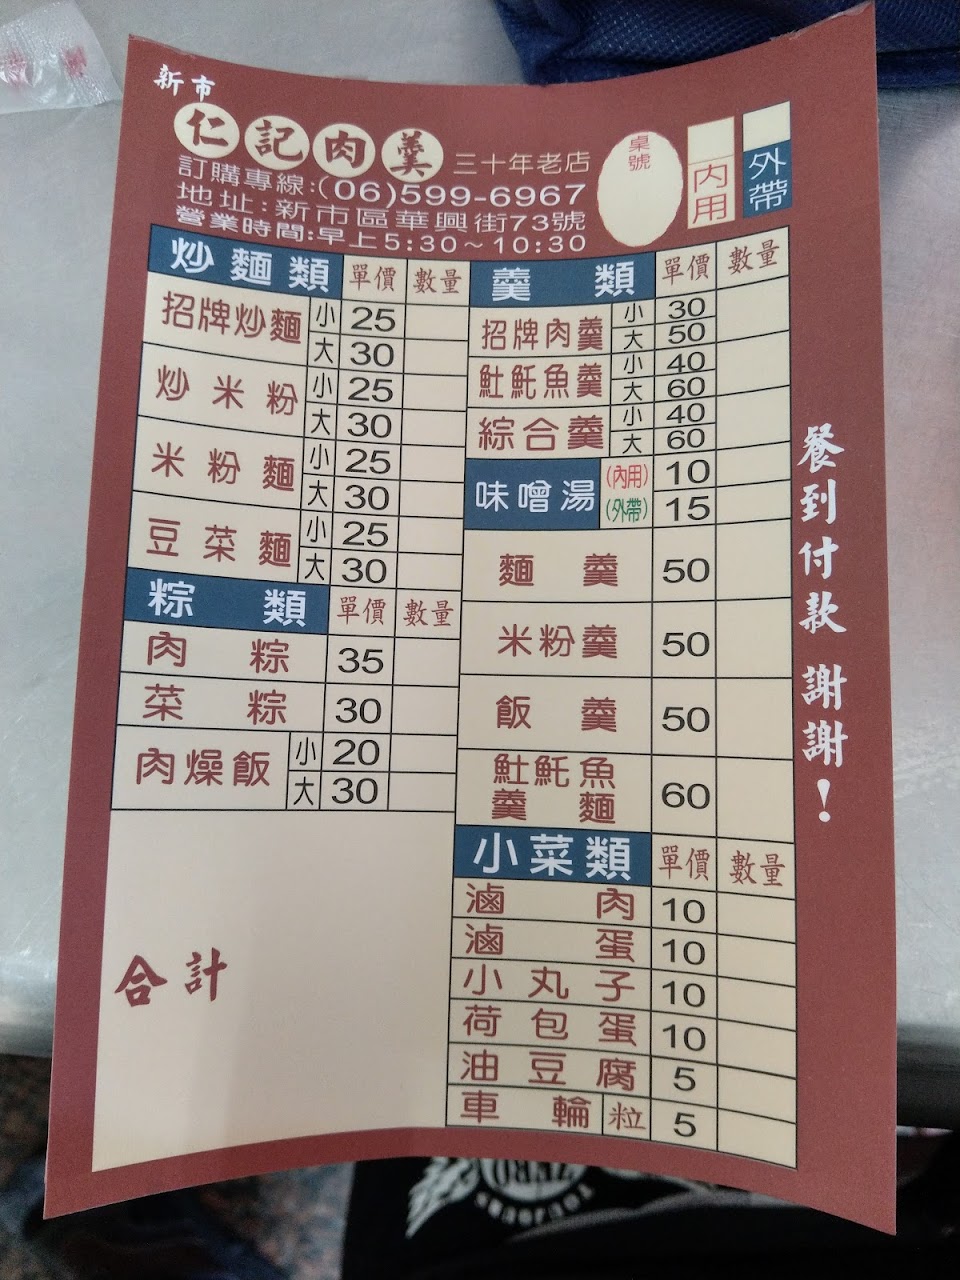 新市
仁記肉羹 三十年老店
訂購專線:(06)599-6967
地址:新市區華興街73號
營業時間:早上5:30~10:30
桌號
內用
外帶
炒麵類 單價 數量
招牌炒麵 小 25
大 30
炒米粉 小 25
大 30
米粉麵 小 25
大 30
豆菜麵 小 25
大 30
粽類 單價 數量
肉粽 35
菜粽 30
肉燥飯 小 20
大 30
合計
羹類 單價 數量
招牌肉羹 小 30
大 50
魠魚羹 小 40
大 60
綜合羹 小 40
大 60
味噌湯 (內用) 10
(外帶) 15
麵羹 50
米粉羹 50
飯羹 50
魠魚
羹麵 60
小菜類 單價 數量
滷肉 10
滷蛋 10
小丸子 10
荷包蛋 10
油豆腐 5
車輪 粒 5
餐到付款 謝謝!